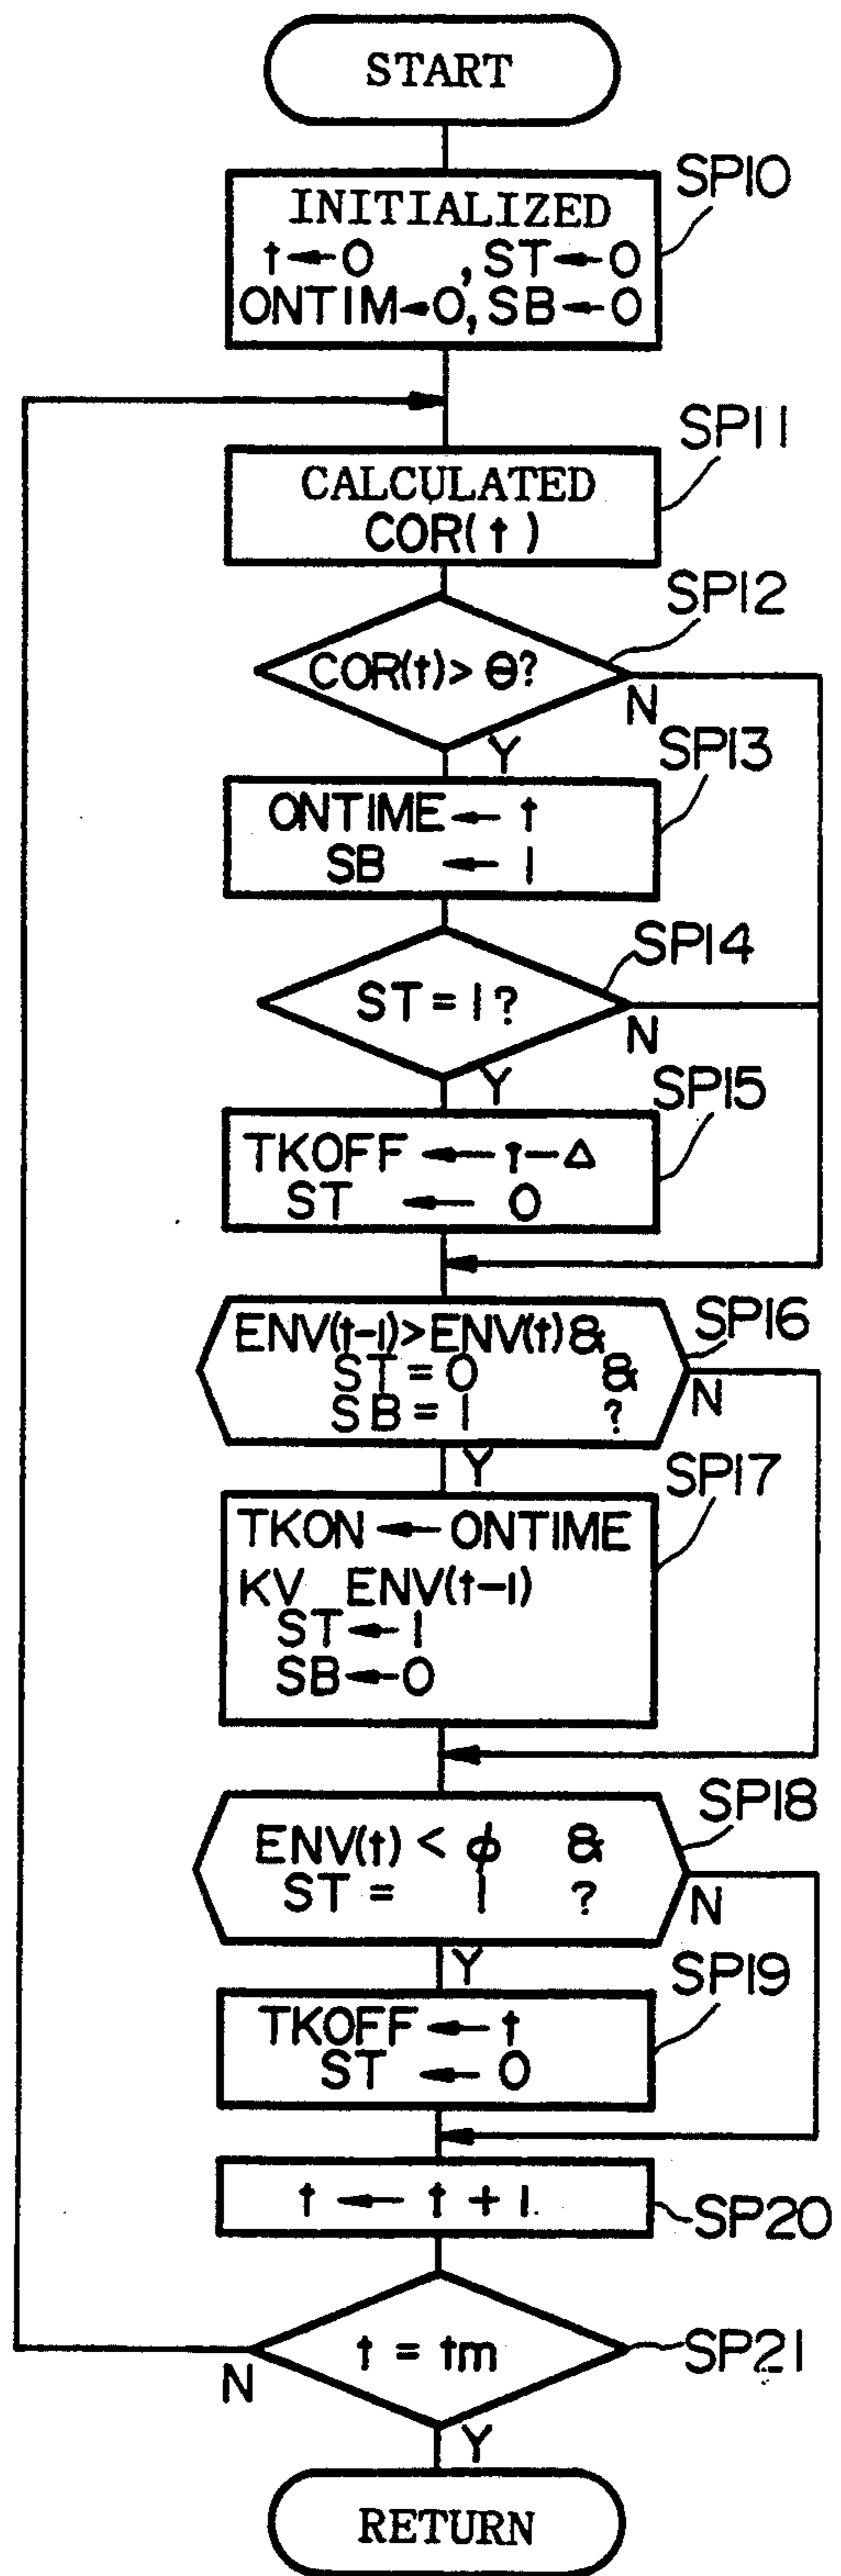 START
SP10
INITIALIZED
t←0 , ST←0
ONTIM←0, SB←0
SP11
CALCULATED
COR(t)
SP12
COR(t) > θ?
N
Y
SP13
ONTIME ← t
SB ← 1
SP14
ST = 1?
N
Y
SP15
TKOFF ← t-Δ
ST ← 0
SP16
ENV(t-1)>ENV(t) &
ST = 0 &
SB = 1 ?
N
Y
SP17
TKON ← ONTIME
KV ENV(t-1)
ST←1
SB←0
SP18
ENV(t) < ϕ &
ST = 1 ?
N
Y
SP19
TKOFF ← t
ST ← 0
t ← t + 1
SP20
t = tm
SP21
N
Y
RETURN